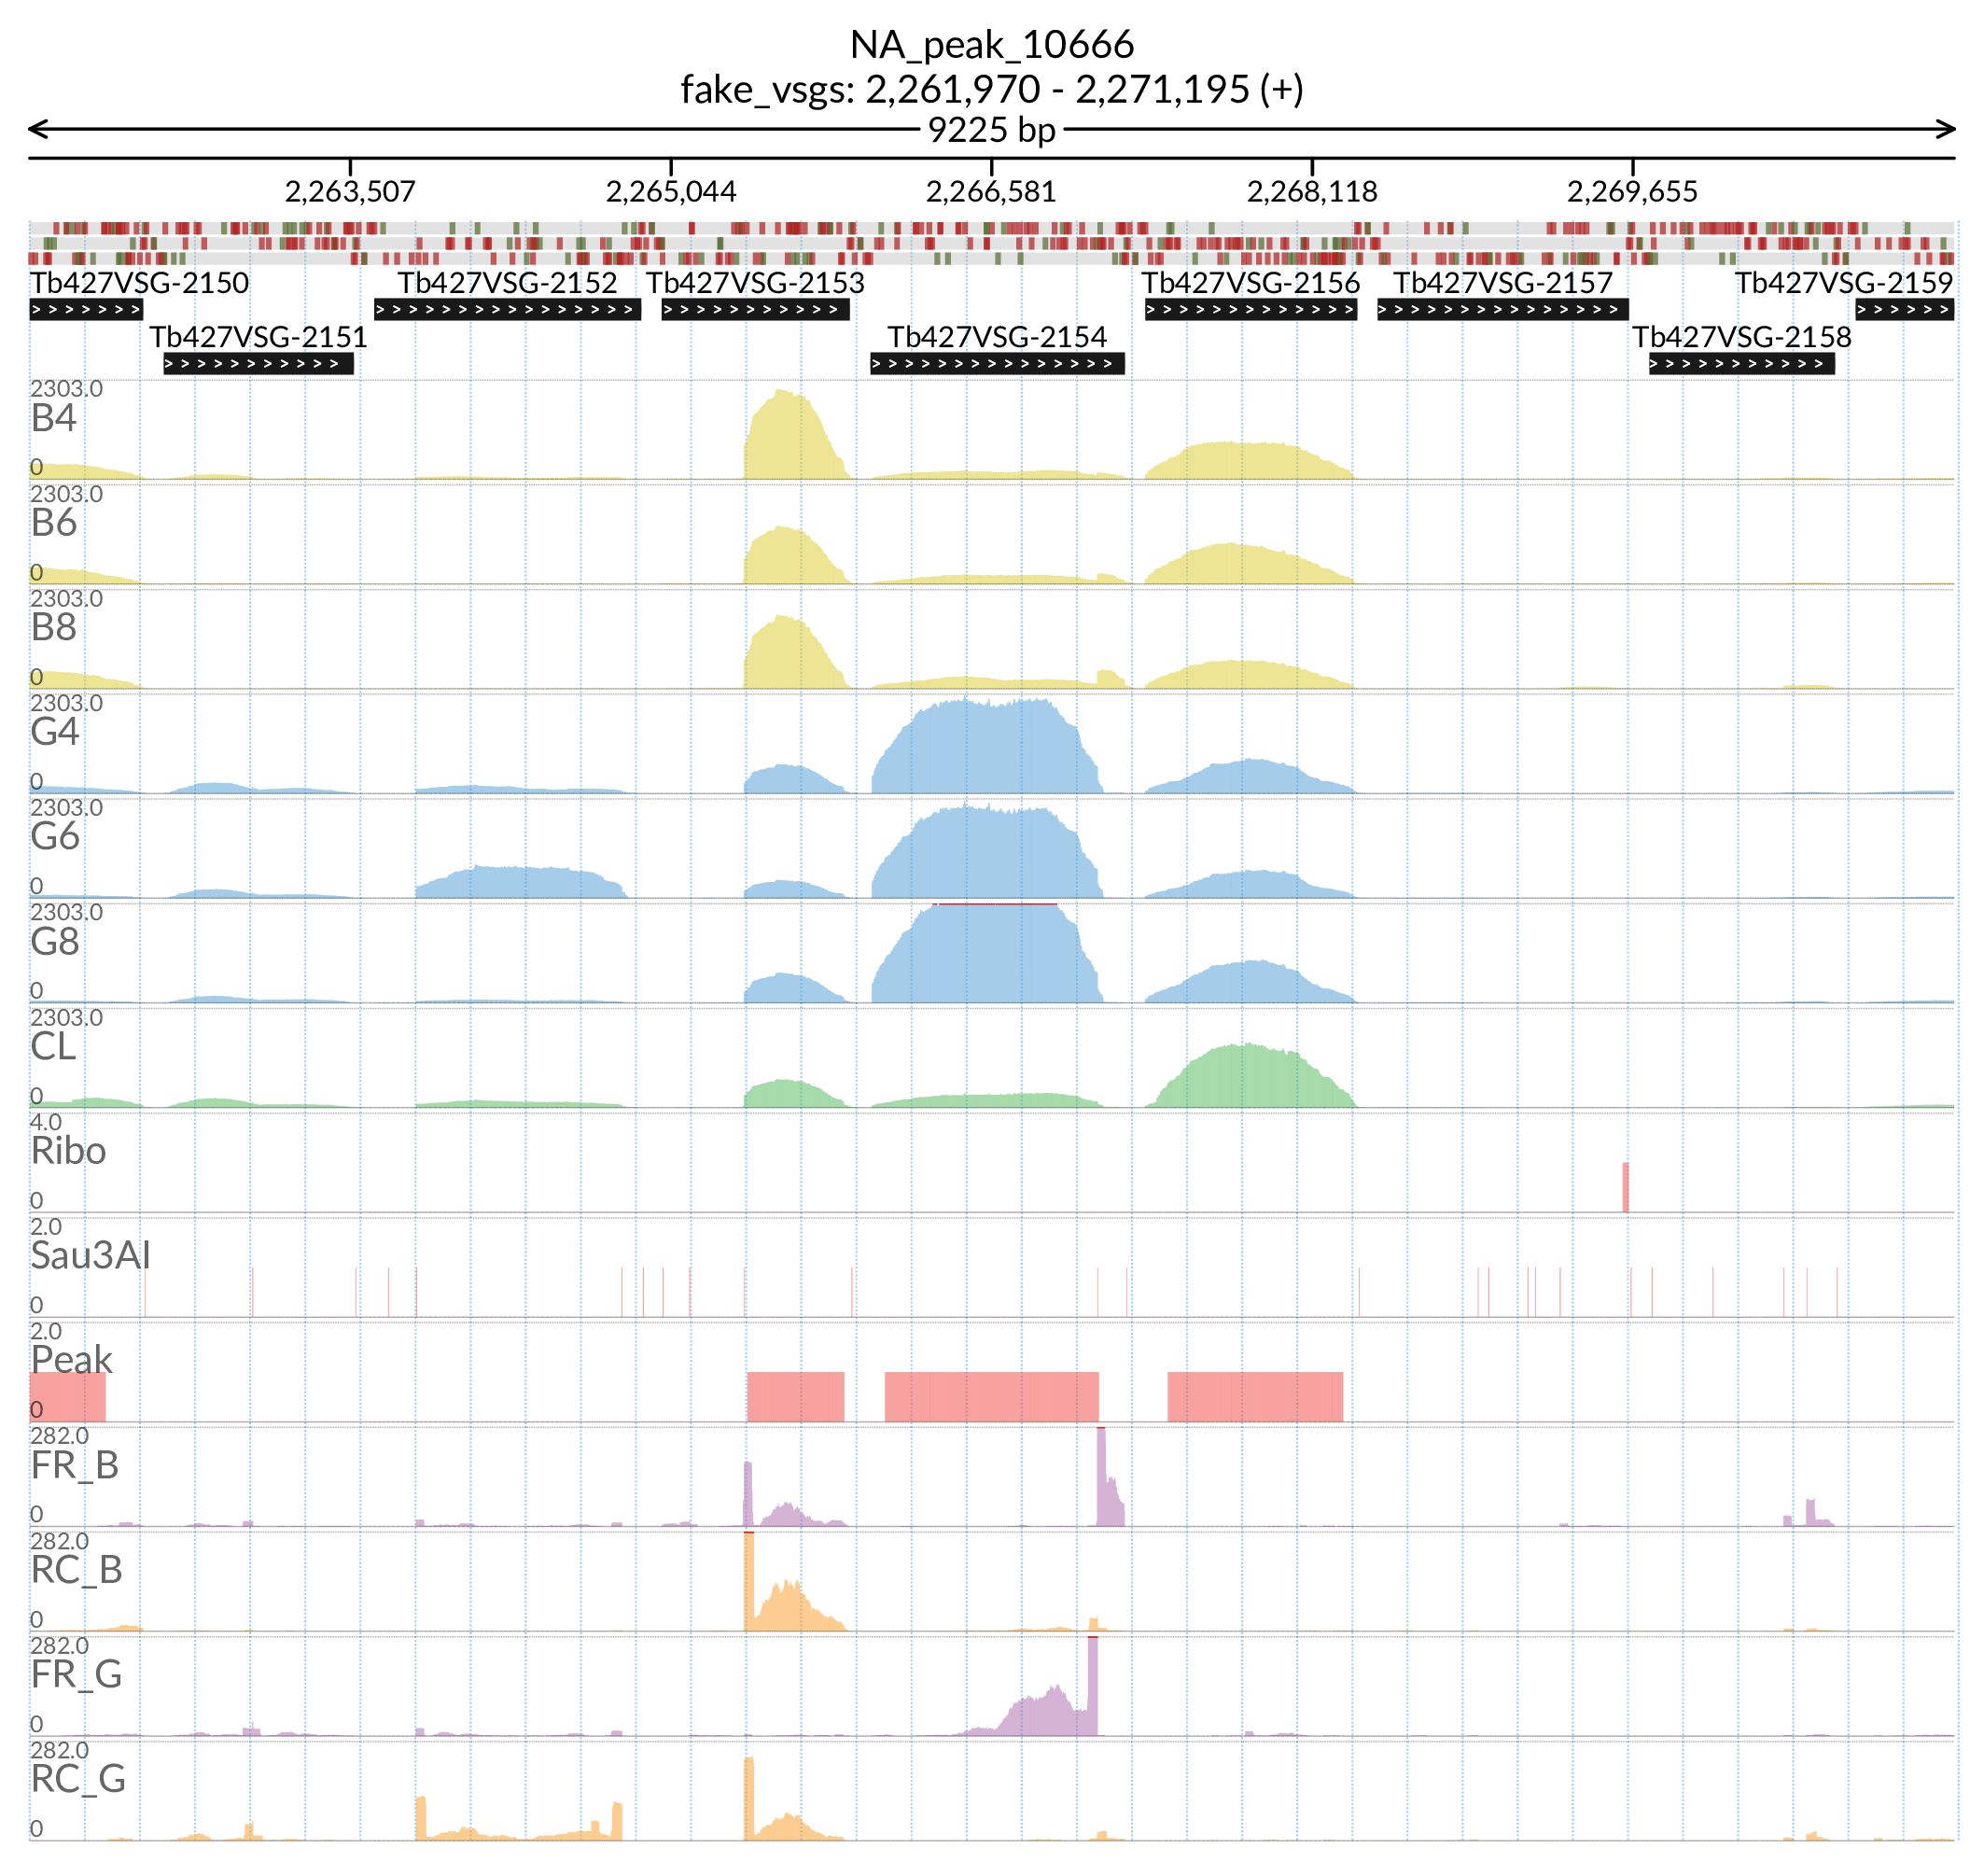 NA_peak_10666
fake_vsgs: 2,261,970 - 2,271,195 (+)
9225 bp
2,263,507 2,265,044 2,266,581 2,268,118 2,269,655
Tb427VSG-2150 Tb427VSG-2152 Tb427VSG-2153 Tb427VSG-2156 Tb427VSG-2157 Tb427VSG-2159
Tb427VSG-2151 Tb427VSG-2154 Tb427VSG-2158
2303.0
B4
0
2303.0
B6
0
2303.0
B8
0
2303.0
G4
0
2303.0
G6
0
2303.0
G8
0
2303.0
CL
0
4.0
Ribo
0
2.0
Sau3AI
0
2.0
Peak
0
282.0
FR_B
0
282.0
RC_B
0
282.0
FR_G
0
282.0
RC_G
0